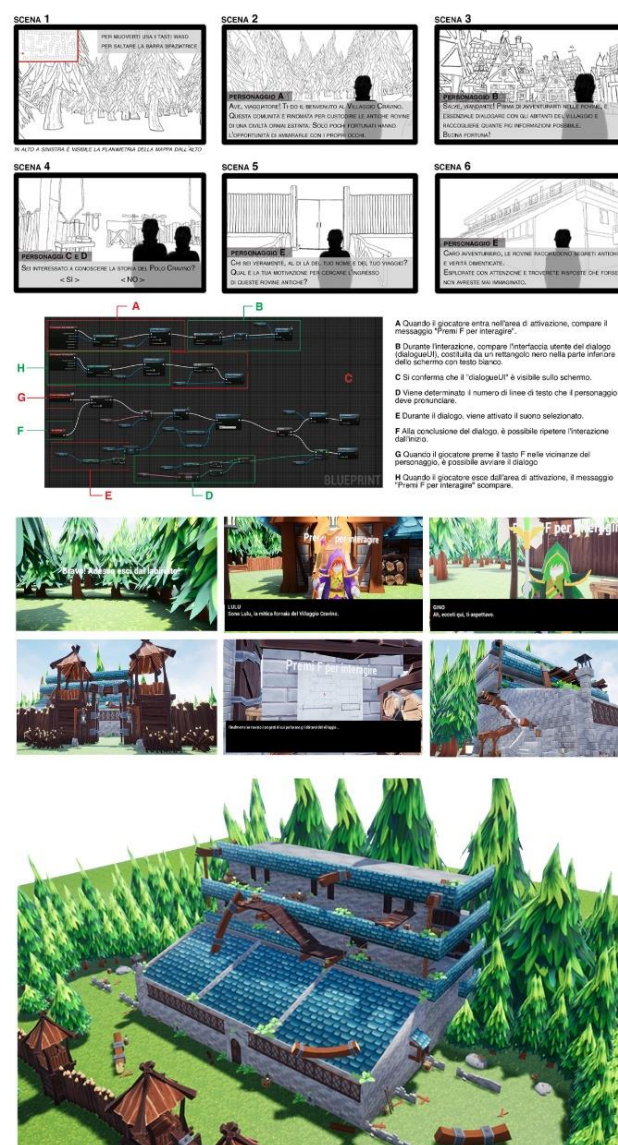 SCENA 1
PER MUOVERTI USA I TASTI WASD
PER SALTARE LA BARRA SPAZIATRICE
IN ALTO A SINISTRA È VISIBILE LA PLANIMETRIA DELLA MAPPA DALL'ALTO
SCENA 2
PERSONAGGIO A
AVE, VIAGGIATORE! TI DO IL BENVENUTO AL VILLAGGIO CRAVINO.
QUESTA COMUNITÀ È RINOMATA PER CUSTODIRE LE ANTICHE ROVINE
DI UNA CIVILTÀ ORMAI ESTINTA. SOLO POCHI FORTUNATI HANNO
L'OPPORTUNITÀ DI AMMIRARLE CON I PROPRI OCCHI.
SCENA 3
PERSONAGGIO B
SALVE, VIANDANTE! PRIMA DI AVVENTURARTI NELLE ROVINE, È
ESSENZIALE DIALOGARE CON GLI ABITANTI DEL VILLAGGIO E
RACCOGLIERE QUANTE PIÙ INFORMAZIONI POSSIBILE.
BUONA FORTUNA!
SCENA 4
PERSONAGGI C E D
SEI INTERESSATO A CONOSCERE LA STORIA DEL POLO CRAVINO?
< SI > < NO >
SCENA 5
PERSONAGGIO E
CHI SEI VERAMENTE, AL DI LÀ DEL TUO NOME E DEL TUO VIAGGIO?
QUAL È LA TUA MOTIVAZIONE PER CERCARE L'INGRESSO
DI QUESTE ROVINE ANTICHE?
SCENA 6
PERSONAGGIO E
CARO AVVENTURIERO, LE ROVINE RACCHIUDONO SEGRETI ANTICHI
E VERITÀ DIMENTICATE.
ESPLORATE CON ATTENZIONE E TROVERETE RISPOSTE CHE FORSE
NON AVRESTE MAI IMMAGINATO.
A
B
H
G
C
F
E
D
BLUEPRINT
A Quando il giocatore entra nell'area di attivazione, compare il
messaggio "Premi F per interagire".
B Durante l'interazione, compare l'interfaccia utente del dialogo
(dialogueUI), costituita da un rettangolo nero nella parte inferiore
dello schermo con testo bianco.
C Si conferma che il "dialogueUI" è visibile sullo schermo.
D Viene determinato il numero di linee di testo che il personaggio
deve pronunciare.
E Durante il dialogo, viene attivato il suono selezionato.
F Alla conclusione del dialogo, è possibile ripetere l'interazione
dall'inizio.
G Quando il giocatore preme il tasto F nelle vicinanze del
personaggio, è possibile avviare il dialogo
H Quando il giocatore esce dall'area di attivazione, il messaggio
"Premi F per interagire" scompare.
Bravo! Adesso esci dal labirinto!
Premi F per interagire
LULU
Sono Lulu, la mitica fornaia del Villaggio Cravino.
F per interagire
GINO
Ah, eccoti qui, ti aspettavo.
Premi F per interagire